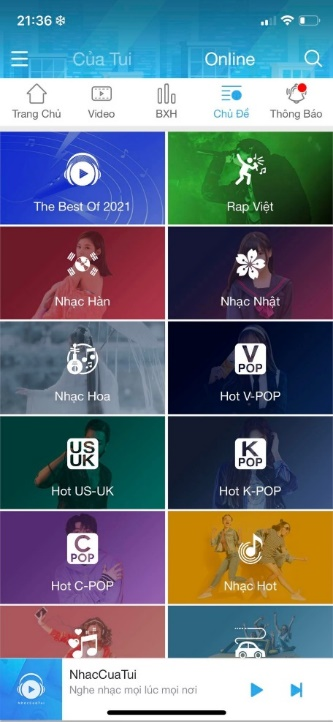 21:36
Của Tui
Online
Trang Chủ
Video
BXH
Chủ Đề
Thông Báo
The Best Of 2021
Rap Việt
Nhạc Hàn
Nhạc Nhật
Nhạc Hoa
V
POP
Hot V-POP
US
UK
Hot US-UK
K
POP
Hot K-POP
C
POP
Hot C-POP
Nhạc Hot
NhacCuaTui
Nghe nhạc mọi lúc mọi nơi